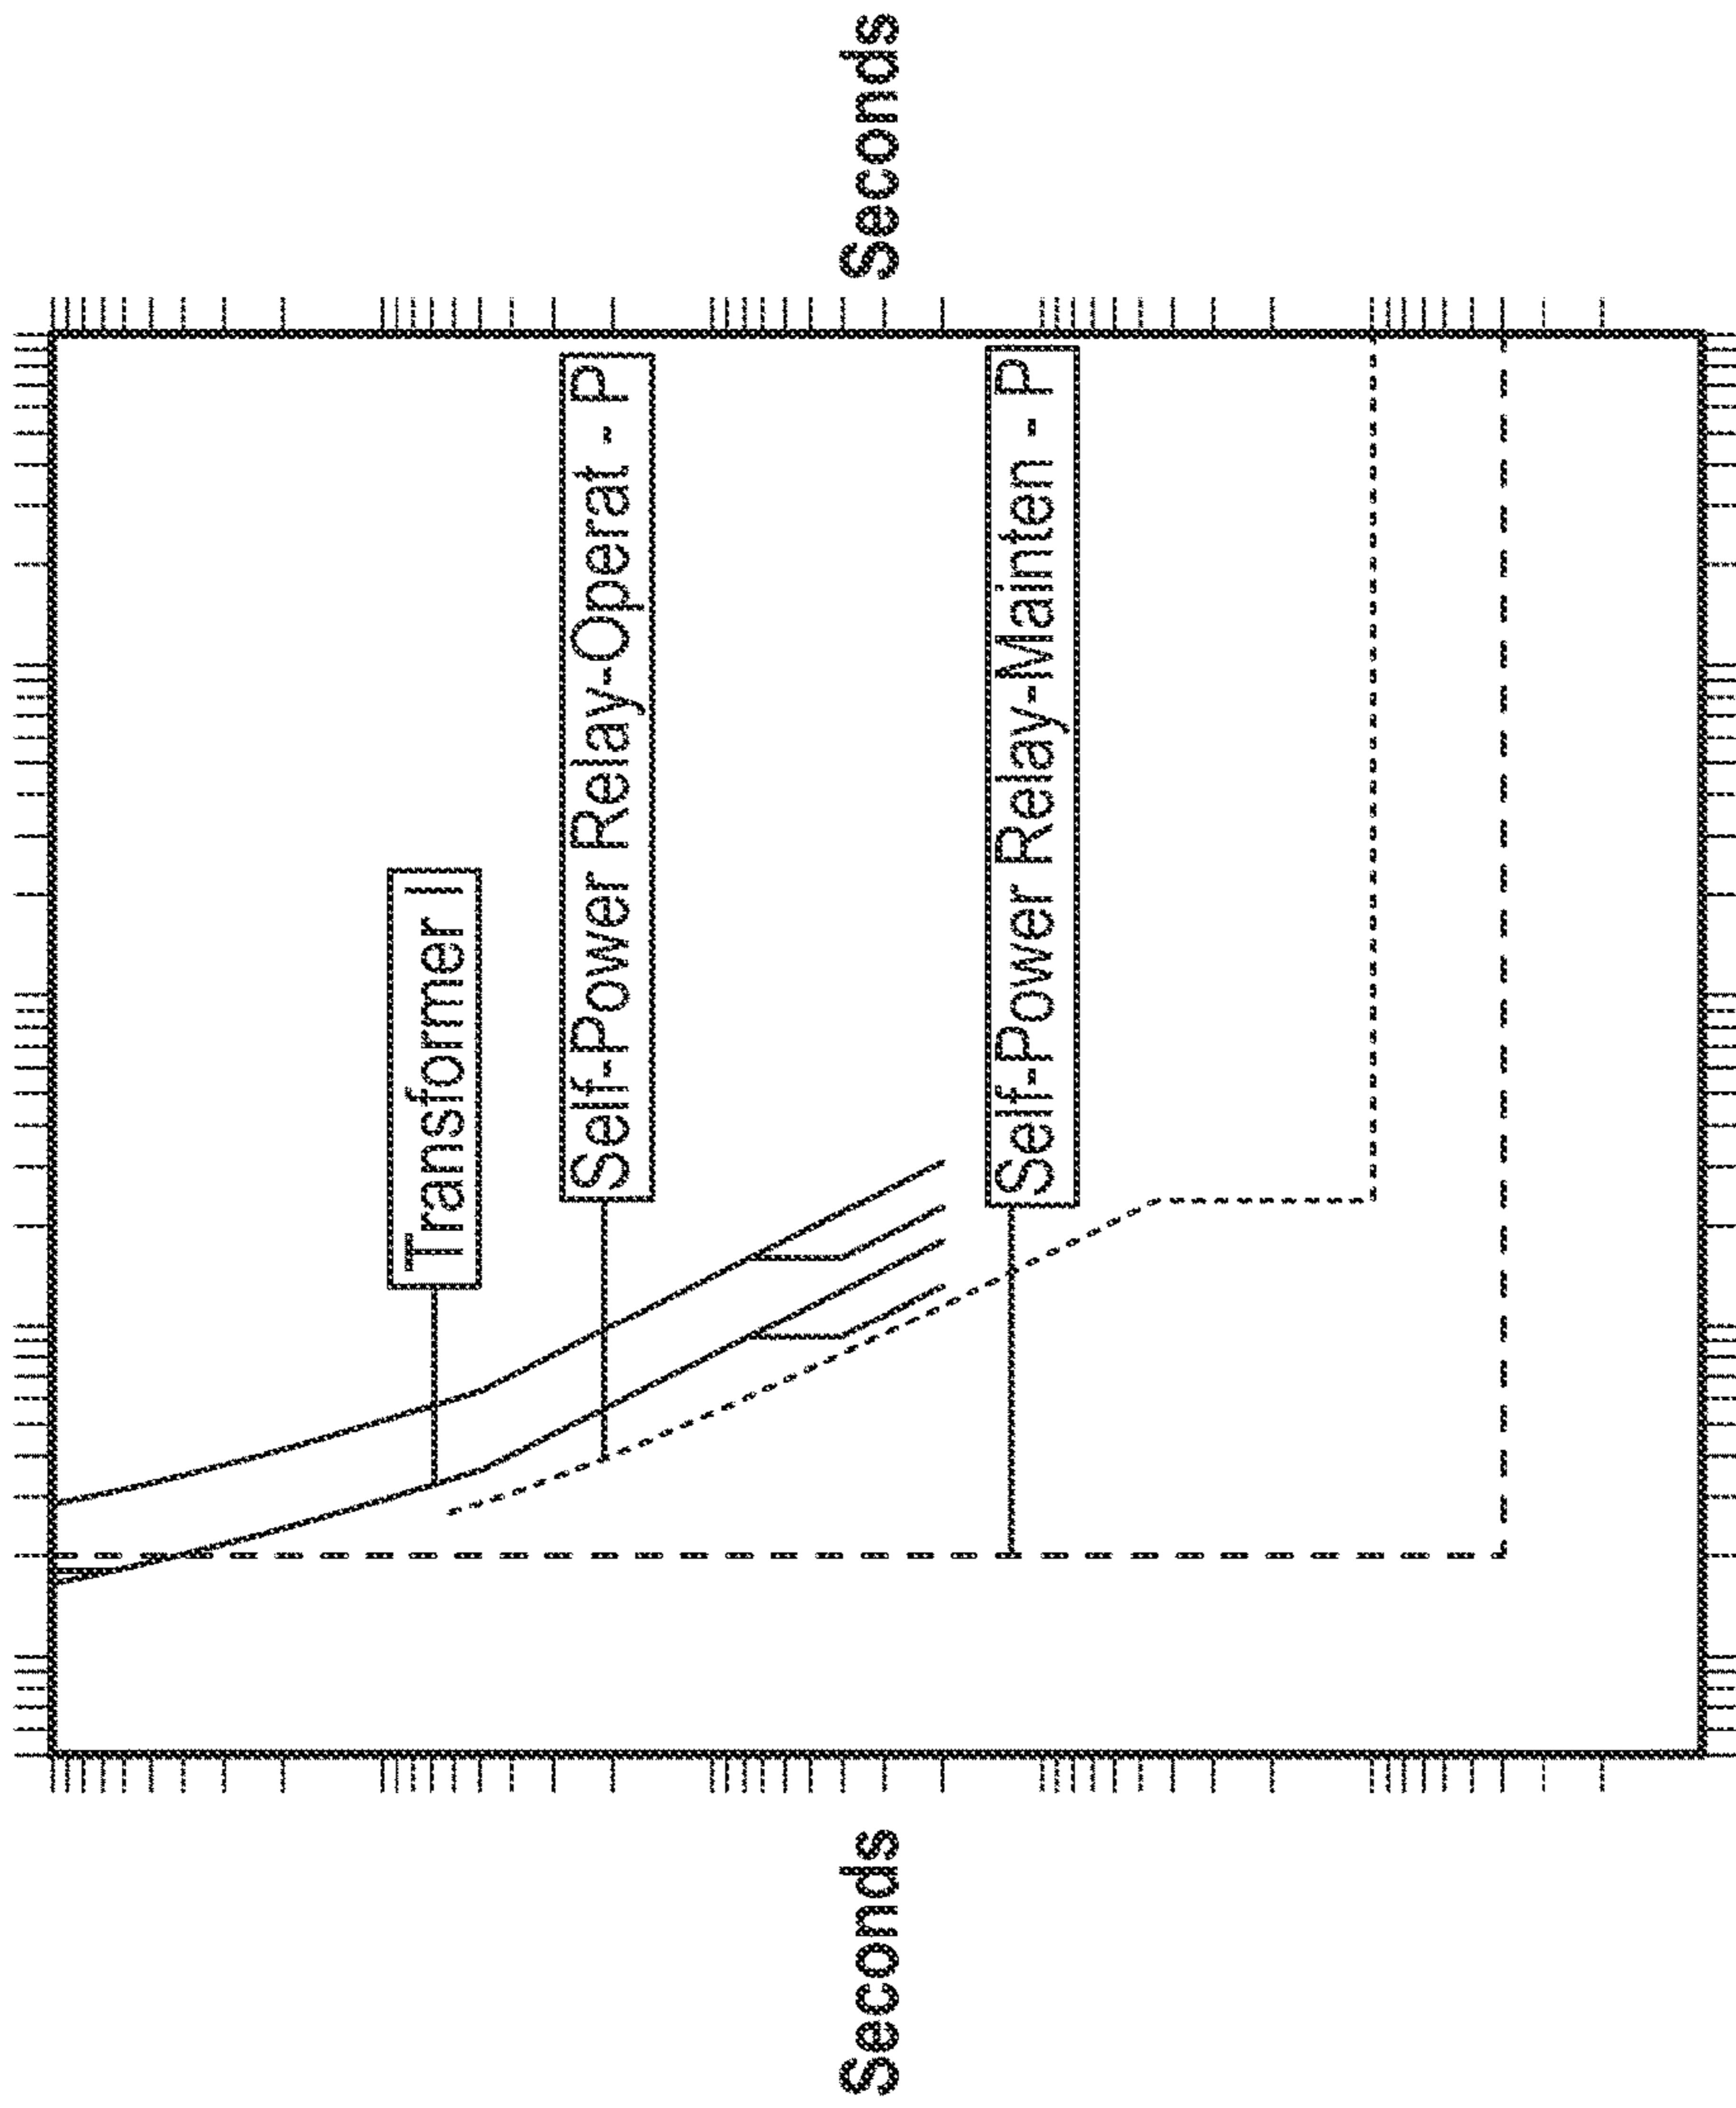 Seconds
Transformer I
Self-Power Relay-Operat - P
Self-Power Relay-Mainten - P
Seconds